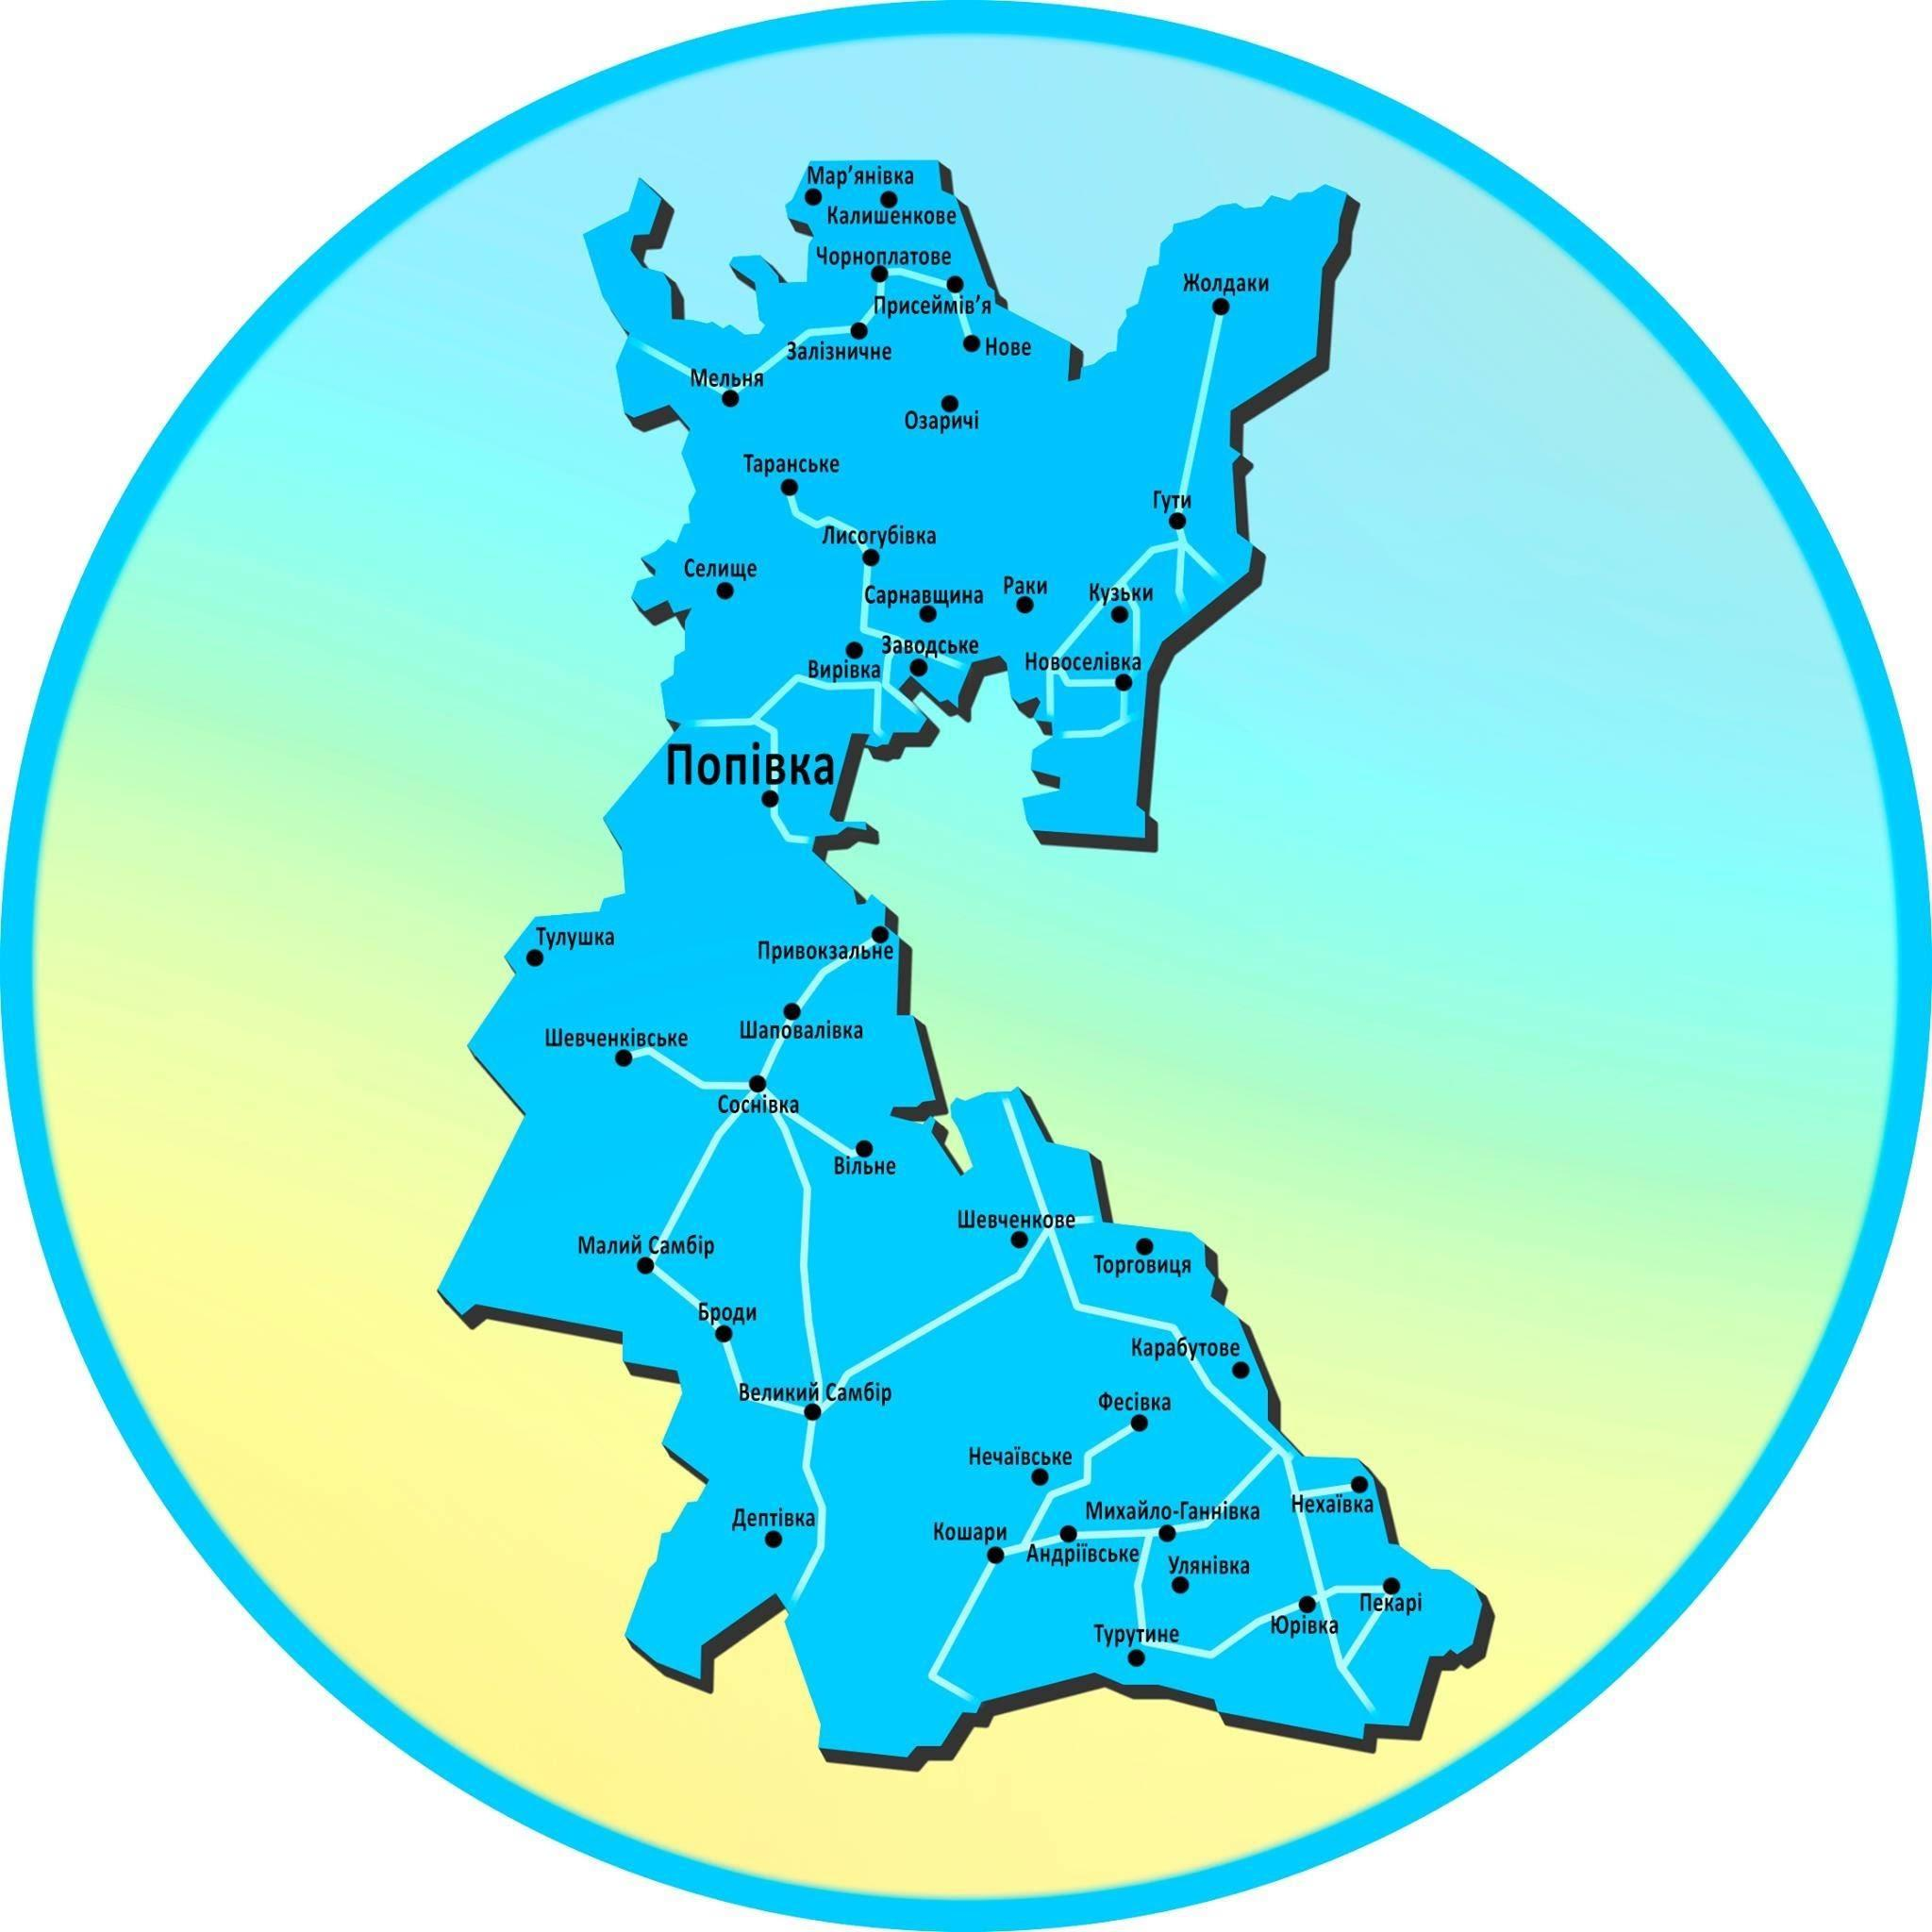 Мар’янівка
Калишенкове
Чорноплатове
Жолдаки
Присеймів’я
Залізничне
Нове
Мельня
Озаричі
Таранське
Гути
Лисогубівка
Селище
Раки
Сарнавщина
Кузьки
Заводське
Вирівка
Новоселівка
Попівка
Тулушка
Привокзальне
Шаповалівка
Шевченківське
Соснівка
Вільне
Шевченкове
Малий Самбір
Торговиця
Броди
Карабутове
Великий Самбір
Фесівка
Нечаївське
Нехаївка
Михайло-Ганнівка
Дептівка
Кошари
Андріївське
Улянівка
Пекарі
Юрівка
Турутине